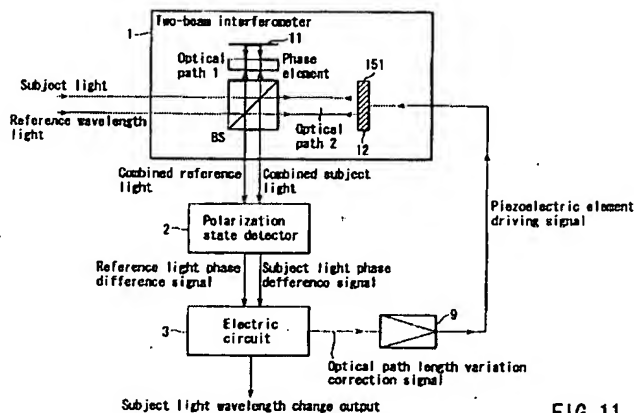 Two-beam interferometer
1
11
Optical path 1
Phase element
151
Subject light
Reference wavelength light
BS
Optical path 2
12
Combined reference light
Combined subject light
Piezoelectric element driving signal
2
Polarization state detector
Reference light phase difference signal
Subject light phase defference signal
9
3
Electric circuit
Optical path length variation correction signal
Subject light wavelength change output
FIG.11